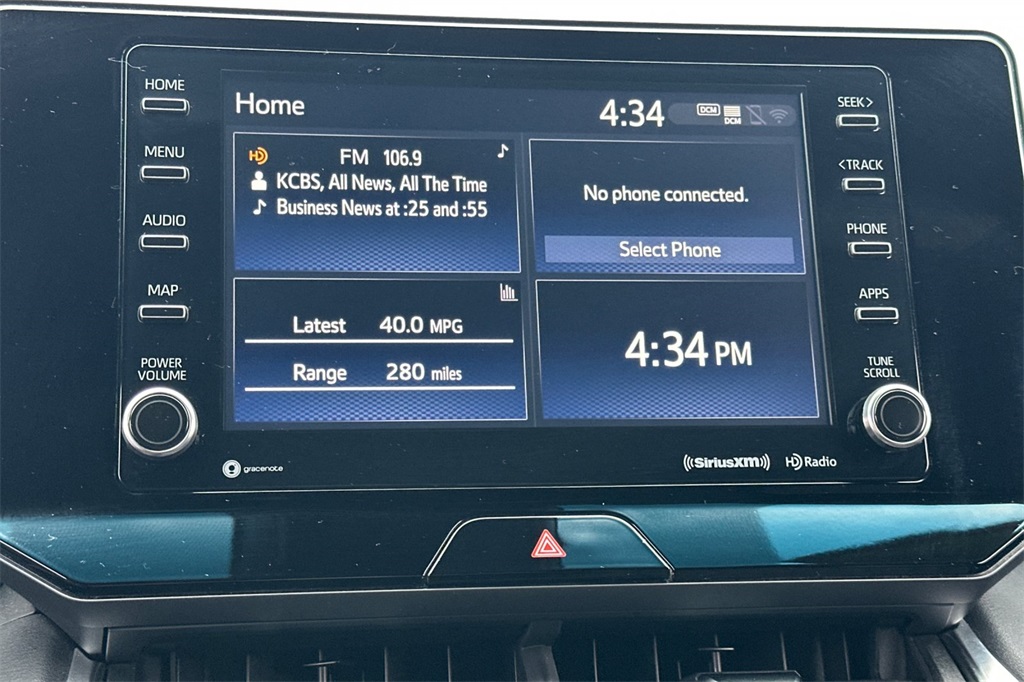 HOME
MENU
AUDIO
MAP
POWER
VOLUME
Home
4:34
DCM
DCM
HD
FM 106.9
KCBS, All News, All The Time
Business News at :25 and :55
No phone connected.
Select Phone
Latest 40.0 MPG
Range 280 miles
4:34 PM
SEEK>
<TRACK
PHONE
APPS
TUNE
SCROLL
gracenote
((SiriusXM))
HD Radio